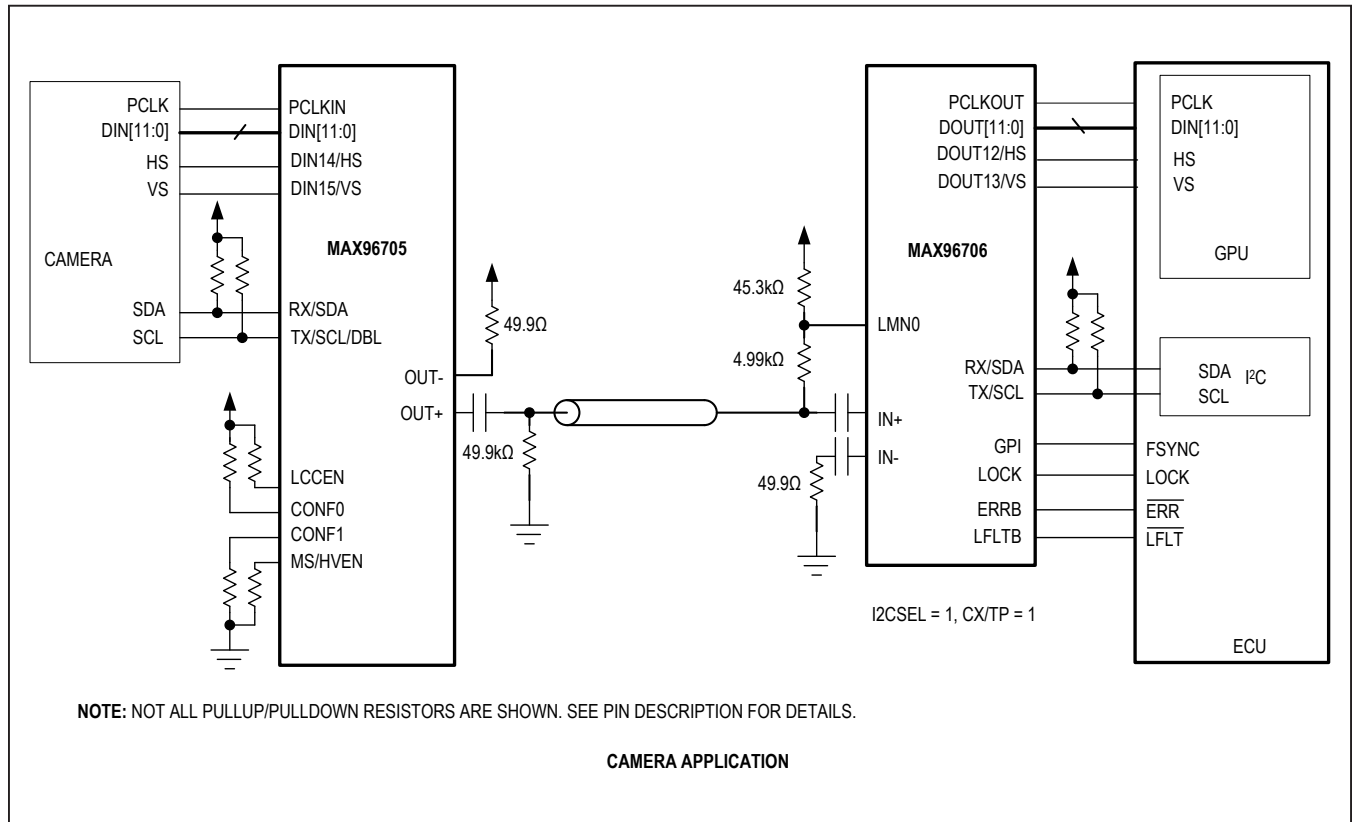 CAMERA
PCLK
DIN[11:0]
HS
VS
SDA
SCL
PCLKIN
DIN[11:0]
DIN14/HS
DIN15/VS
MAX96705
RX/SDA
TX/SCL/DBL
OUT-
OUT+
LCCEN
CONF0
CONF1
MS/HVEN
49.9Ω
49.9kΩ
45.3kΩ
4.99kΩ
49.9Ω
PCLKOUT
DOUT[11:0]
DOUT12/HS
DOUT13/VS
MAX96706
LMN0
RX/SDA
TX/SCL
IN+
IN-
GPI
LOCK
ERRB
LFLTB
I2CSEL = 1, CX/TP = 1
PCLK
DIN[11:0]
HS
VS
GPU
SDA
SCL
I²C
FSYNC
LOCK
ERR
LFLT
ECU
NOTE: NOT ALL PULLUP/PULLDOWN RESISTORS ARE SHOWN. SEE PIN DESCRIPTION FOR DETAILS.
CAMERA APPLICATION